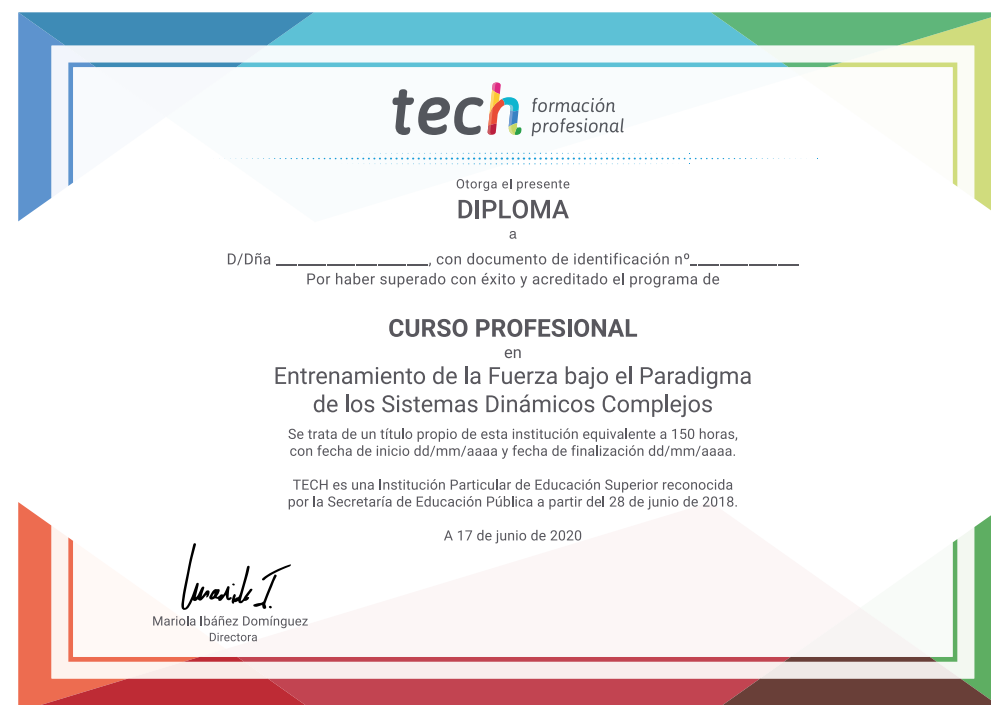 tech formación
profesional
Otorga el presente
DIPLOMA
a
D/Dña ____________________, con documento de identificación nº______________
Por haber superado con éxito y acreditado el programa de
CURSO PROFESIONAL
en
Entrenamiento de la Fuerza bajo el Paradigma
de los Sistemas Dinámicos Complejos
Se trata de un título propio de esta institución equivalente a 150 horas,
con fecha de inicio dd/mm/aaaa y fecha de finalización dd/mm/aaaa.
TECH es una Institución Particular de Educación Superior reconocida
por la Secretaría de Educación Pública a partir del 28 de junio de 2018.
A 17 de junio de 2020
Mariola I.
Mariola Ibáñez Domínguez
Directora